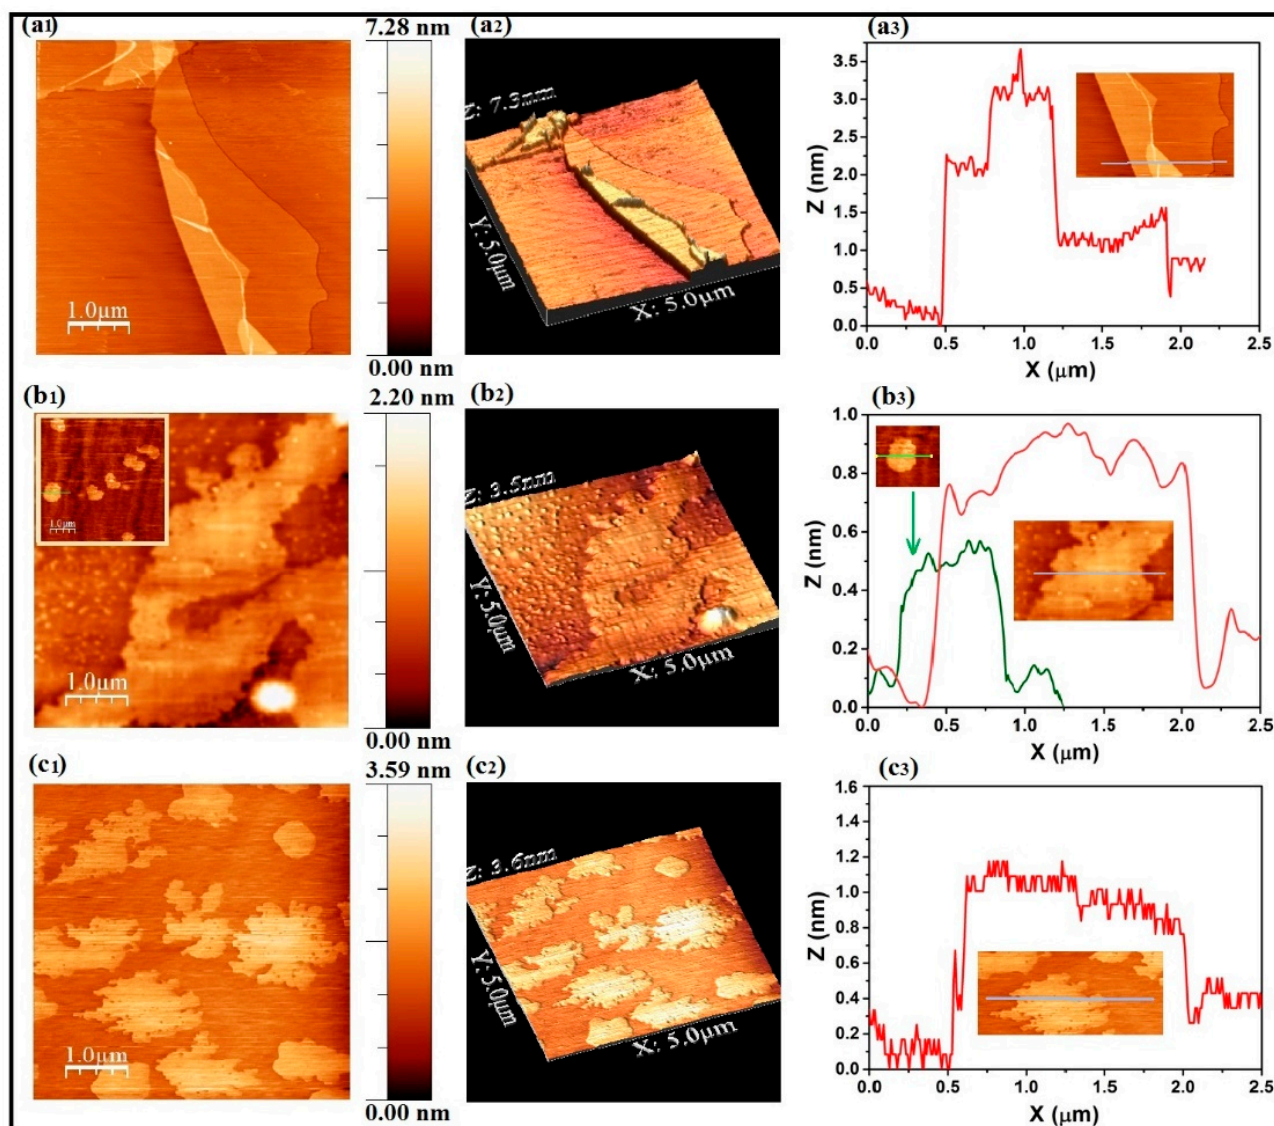 (a1)
7.28 nm
1.0μm
0.00 nm
(a2)
Z: 7.3nm
Y: 5.0μm
X: 5.0μm
(a3)
Z (nm)
3.5
3.0
2.5
2.0
1.5
1.0
0.5
0.0
0.0 0.5 1.0 1.5 2.0 2.5
X (μm)
(b1)
2.20 nm
1.0μm
1.0μm
0.00 nm
(b2)
Z: 3.5nm
Y: 5.0μm
X: 5.0μm
(b3)
Z (nm)
1.0
0.8
0.6
0.4
0.2
0.0
0.0 0.5 1.0 1.5 2.0 2.5
X (μm)
(c1)
3.59 nm
1.0μm
0.00 nm
(c2)
Z: 3.6nm
Y: 5.0μm
X: 5.0μm
(c3)
Z (nm)
1.6
1.4
1.2
1.0
0.8
0.6
0.4
0.2
0.0
0.0 0.5 1.0 1.5 2.0 2.5
X (μm)